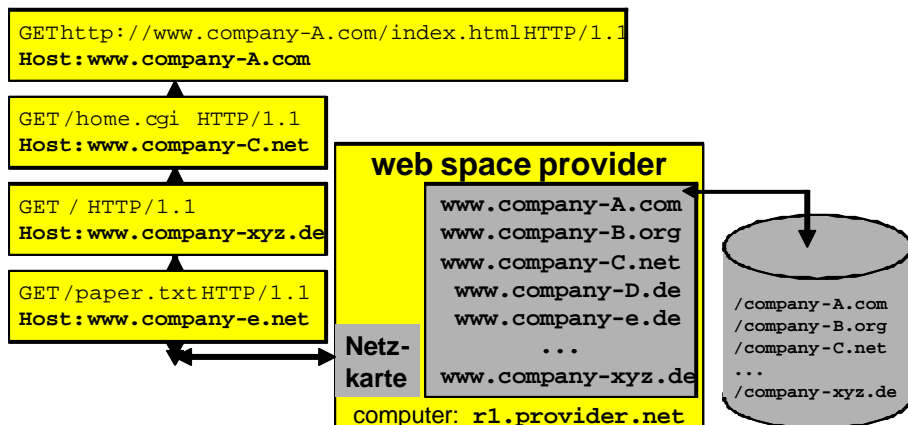 GEThttp://www.company-A.com/index.htmlHTTP/1.1
Host:www.company-A.com
GET/home.cgi HTTP/1.1
Host:www.company-C.net
GET / HTTP/1.1
Host:www.company-xyz.de
GET/paper.txtHTTP/1.1
Host:www.company-e.net
web space provider
www.company-A.com
www.company-B.org
www.company-C.net
www.company-D.de
www.company-e.de
...
www.company-xyz.de
Netz-
karte
computer: r1.provider.net
/company-A.com
/company-B.org
/company-C.net
...
/company-xyz.de